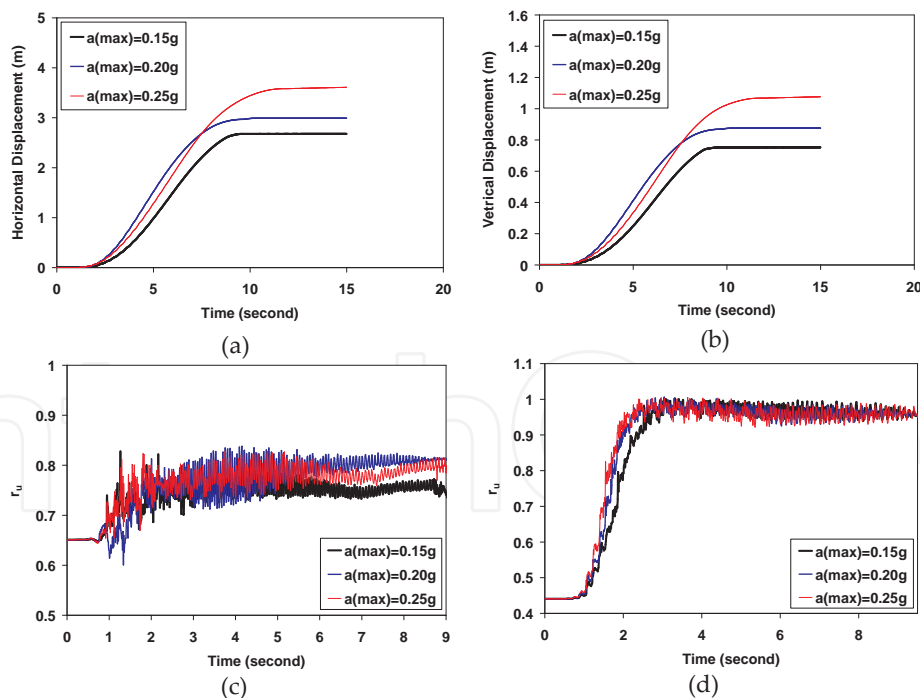 5
4
3
2
1
0
Horizontal Displacement (m)
a(max)=0.15g
a(max)=0.20g
a(max)=0.25g
0 5 10 15 20
Time (second)
(a)
1.6
1.4
1.2
1
0.8
0.6
0.4
0.2
0
Vetrical Displacement (m)
a(max)=0.15g
a(max)=0.20g
a(max)=0.25g
0 5 10 15 20
Time (second)
(b)
1
0.9
0.8
0.7
0.6
0.5
ru
a(max)=0.15g
a(max)=0.20g
a(max)=0.25g
0 1 2 3 4 5 6 7 8 9
Time (second)
(c)
1.1
1
0.9
0.8
0.7
0.6
0.5
0.4
ru
a(max)=0.15g
a(max)=0.20g
a(max)=0.25g
0 2 4 6 8
Time (second)
(d)